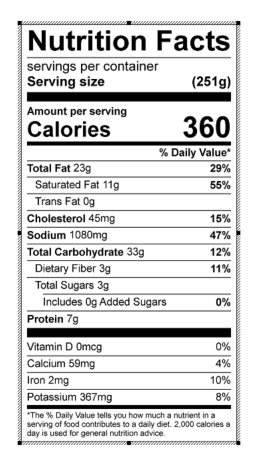 Nutrition Facts
servings per container
Serving size (251g)
Amount per serving
Calories 360
% Daily Value*
Total Fat 23g 29%
Saturated Fat 11g 55%
Trans Fat 0g
Cholesterol 45mg 15%
Sodium 1080mg 47%
Total Carbohydrate 33g 12%
Dietary Fiber 3g 11%
Total Sugars 3g
Includes 0g Added Sugars 0%
Protein 7g
Vitamin D 0mcg 0%
Calcium 59mg 4%
Iron 2mg 10%
Potassium 367mg 8%
*The % Daily Value tells you how much a nutrient in a
serving of food contributes to a daily diet. 2,000 calories a
day is used for general nutrition advice.